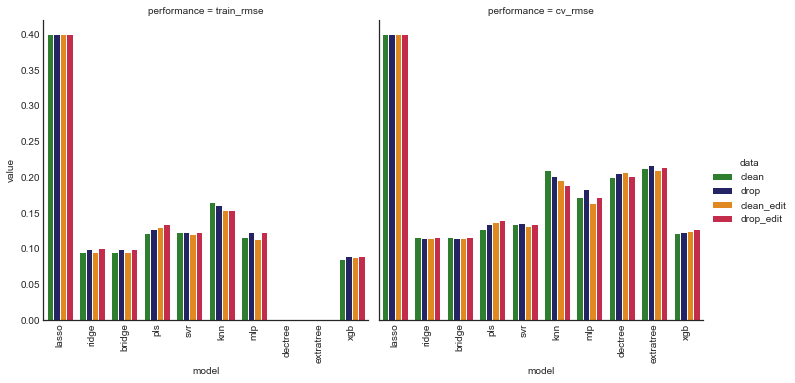 performance = train_rmse
performance = cv_rmse
value
0.40
0.35
0.30
0.25
0.20
0.15
0.10
0.05
0.00
lasso
ridge
bridge
pls
svr
knn
mlp
dectree
extratree
xgb
model
lasso
ridge
bridge
pls
svr
knn
mlp
dectree
extratree
xgb
model
data
clean
drop
clean_edit
drop_edit